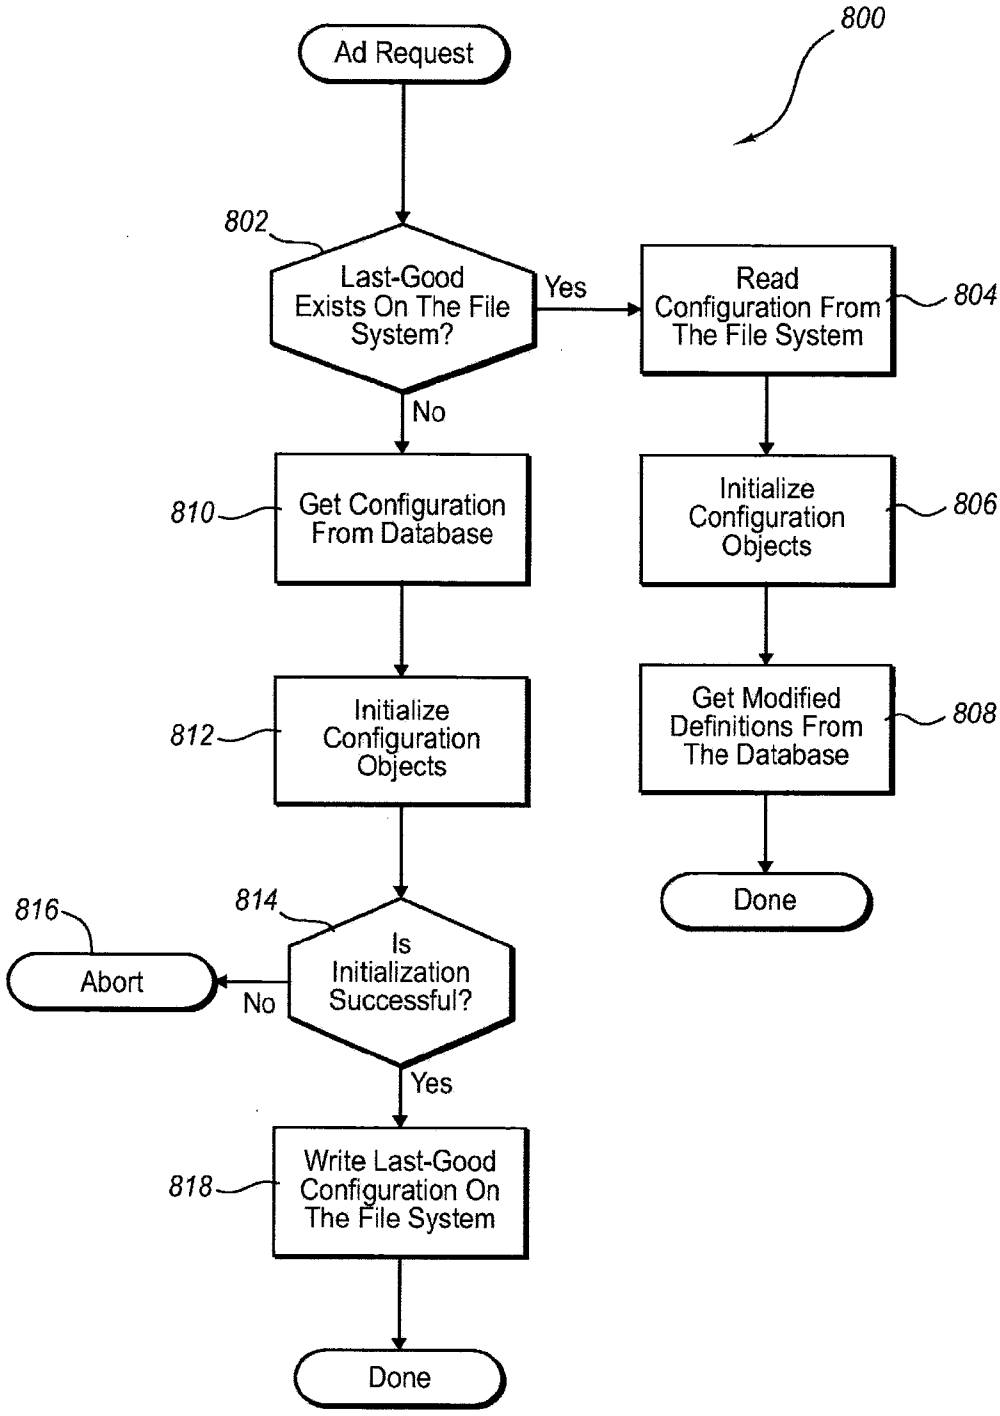 800
Ad Request
802
Last-Good
Exists On The File
System?
Yes
Read
Configuration From
The File System
804
No
810
Get Configuration
From Database
Initialize
Configuration
Objects
806
812
Initialize
Configuration
Objects
Get Modified
Definitions From
The Database
808
814
Is
Initialization
Successful?
Done
816
Abort
No
Yes
818
Write Last-Good
Configuration On
The File System
Done